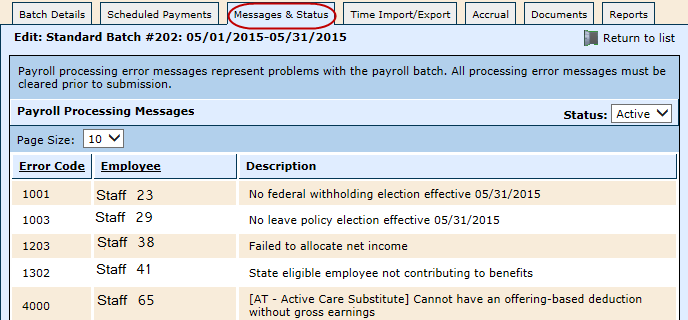 Batch Details Scheduled Payments Messages & Status Time Import/Export Accrual Documents Reports
Edit: Standard Batch #202: 05/01/2015-05/31/2015 Return to list
Payroll processing error messages represent problems with the payroll batch. All processing error messages must be
cleared prior to submission.
Payroll Processing Messages Status: Active
Page Size: 10
Error Code Employee Description
1001 Staff 23 No federal withholding election effective 05/31/2015
1003 Staff 29 No leave policy election effective 05/31/2015
1203 Staff 38 Failed to allocate net income
1302 Staff 41 State eligible employee not contributing to benefits
4000 Staff 65 [AT - Active Care Substitute] Cannot have an offering-based deduction
without gross earnings